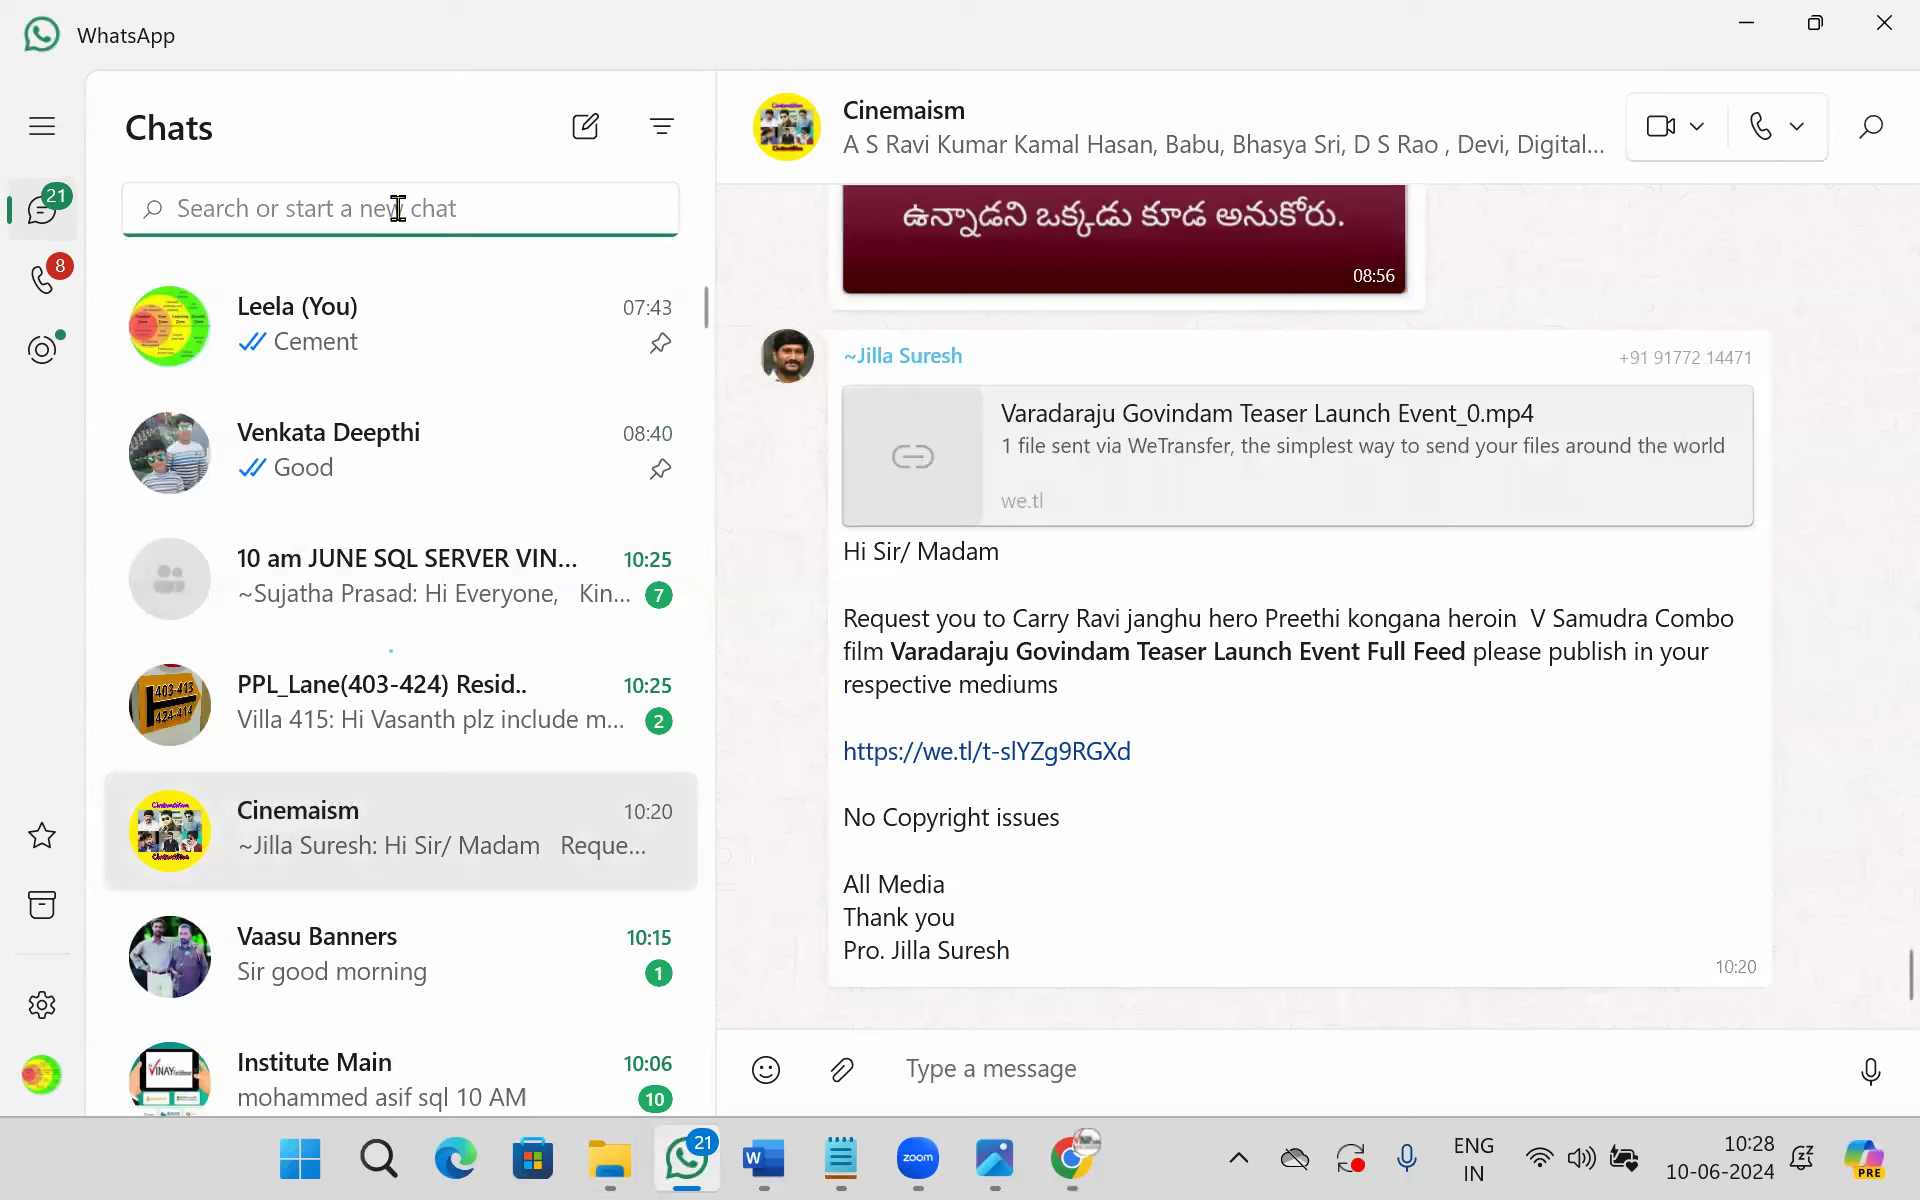 WhatsApp
Chats
Search or start a new chat
21
8
Leela (You)
07:43
Cement
Venkata Deepthi
08:40
Good
10 am JUNE SQL SERVER VIN...
10:25
~Sujatha Prasad: Hi Everyone, Kin...
7
PPL_Lane(403-424) Resid..
10:25
Villa 415: Hi Vasanth plz include m...
2
403-413
424-414
Cinemaism
10:20
~Jilla Suresh: Hi Sir/ Madam Reque...
Vaasu Banners
10:15
Sir good morning
1
Institute Main
10:06
mohammed asif sql 10 AM
10
Cinemaism
A S Ravi Kumar Kamal Hasan, Babu, Bhasya Sri, D S Rao , Devi, Digital...
ఉన్నాడని ఒక్కడు కూడ అనుకోరు.
08:56
~Jilla Suresh
+91 91772 14471
Varadaraju Govindam Teaser Launch Event_0.mp4
1 file sent via WeTransfer, the simplest way to send your files around the world
we.tl
Hi Sir/ Madam
Request you to Carry Ravi janghu hero Preethi kongana heroin V Samudra Combo
film Varadaraju Govindam Teaser Launch Event Full Feed please publish in your
respective mediums
https://we.tl/t-slYZg9RGXd
No Copyright issues
All Media
Thank you
Pro. Jilla Suresh
10:20
Type a message
21
W
zoom
ENG
IN
10:28
10-06-2024
PRE